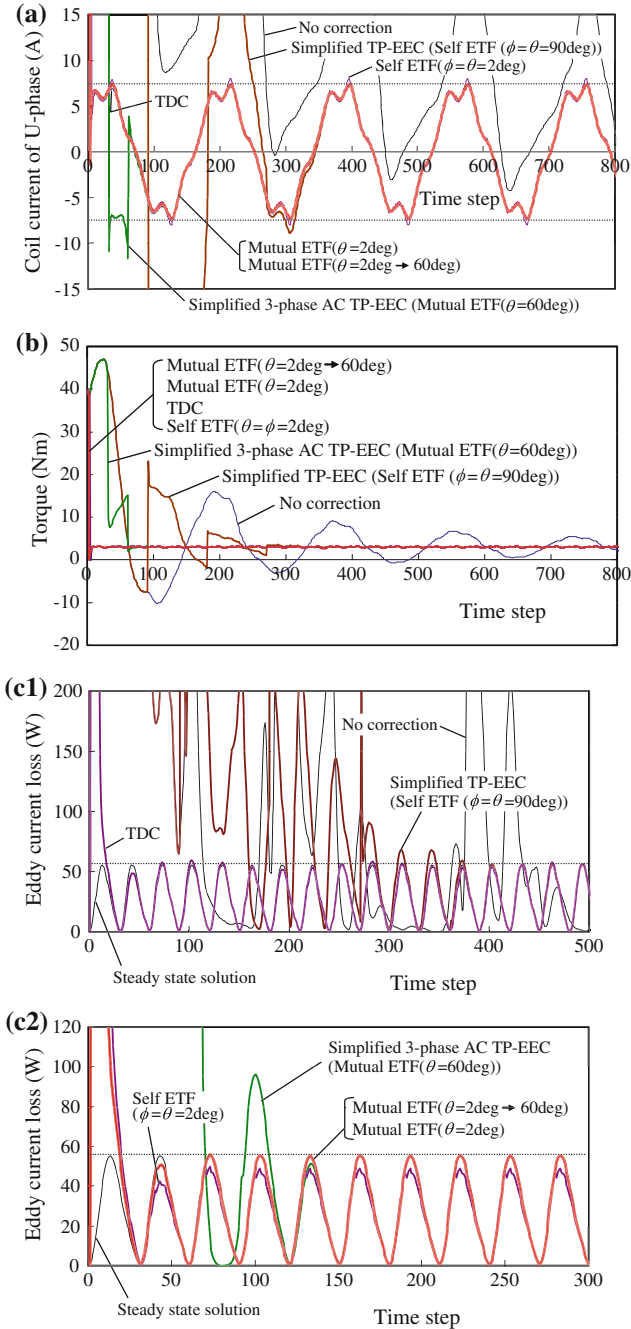 (a)
Coil current of U-phase (A)
15
10
5
0
-5
-10
-15
No correction
Simplified TP-EEC (Self ETF (ϕ=θ=90deg))
Self ETF(ϕ=θ=2deg)
TDC
100 200 300 400 500 600 700 800
Time step
Mutual ETF(θ=2deg)
Mutual ETF(θ=2deg → 60deg)
Simplified 3-phase AC TP-EEC (Mutual ETF(θ=60deg))
(b)
Torque (Nm)
50
40
30
20
10
0
-10
-20
Mutual ETF(θ=2deg→60deg)
Mutual ETF(θ=2deg)
TDC
Self ETF(θ=ϕ=2deg)
Simplified 3-phase AC TP-EEC (Mutual ETF(θ=60deg))
Simplified TP-EEC (Self ETF (ϕ=θ=90deg))
No correction
0 100 200 300 400 500 600 700 800
Time step
(c1)
Eddy current loss (W)
200
150
100
50
0
No correction
Simplified TP-EEC
(Self ETF (ϕ=θ=90deg))
TDC
0 100 200 300 400 500
Steady state solution
Time step
(c2)
Eddy current loss (W)
120
100
80
60
40
20
0
Simplified 3-phase AC TP-EEC
(Mutual ETF(θ=60deg))
Self ETF
(ϕ=θ=2deg)
Mutual ETF(θ=2deg → 60deg)
Mutual ETF(θ=2deg)
0 50 100 150 200 250 300
Steady state solution
Time step